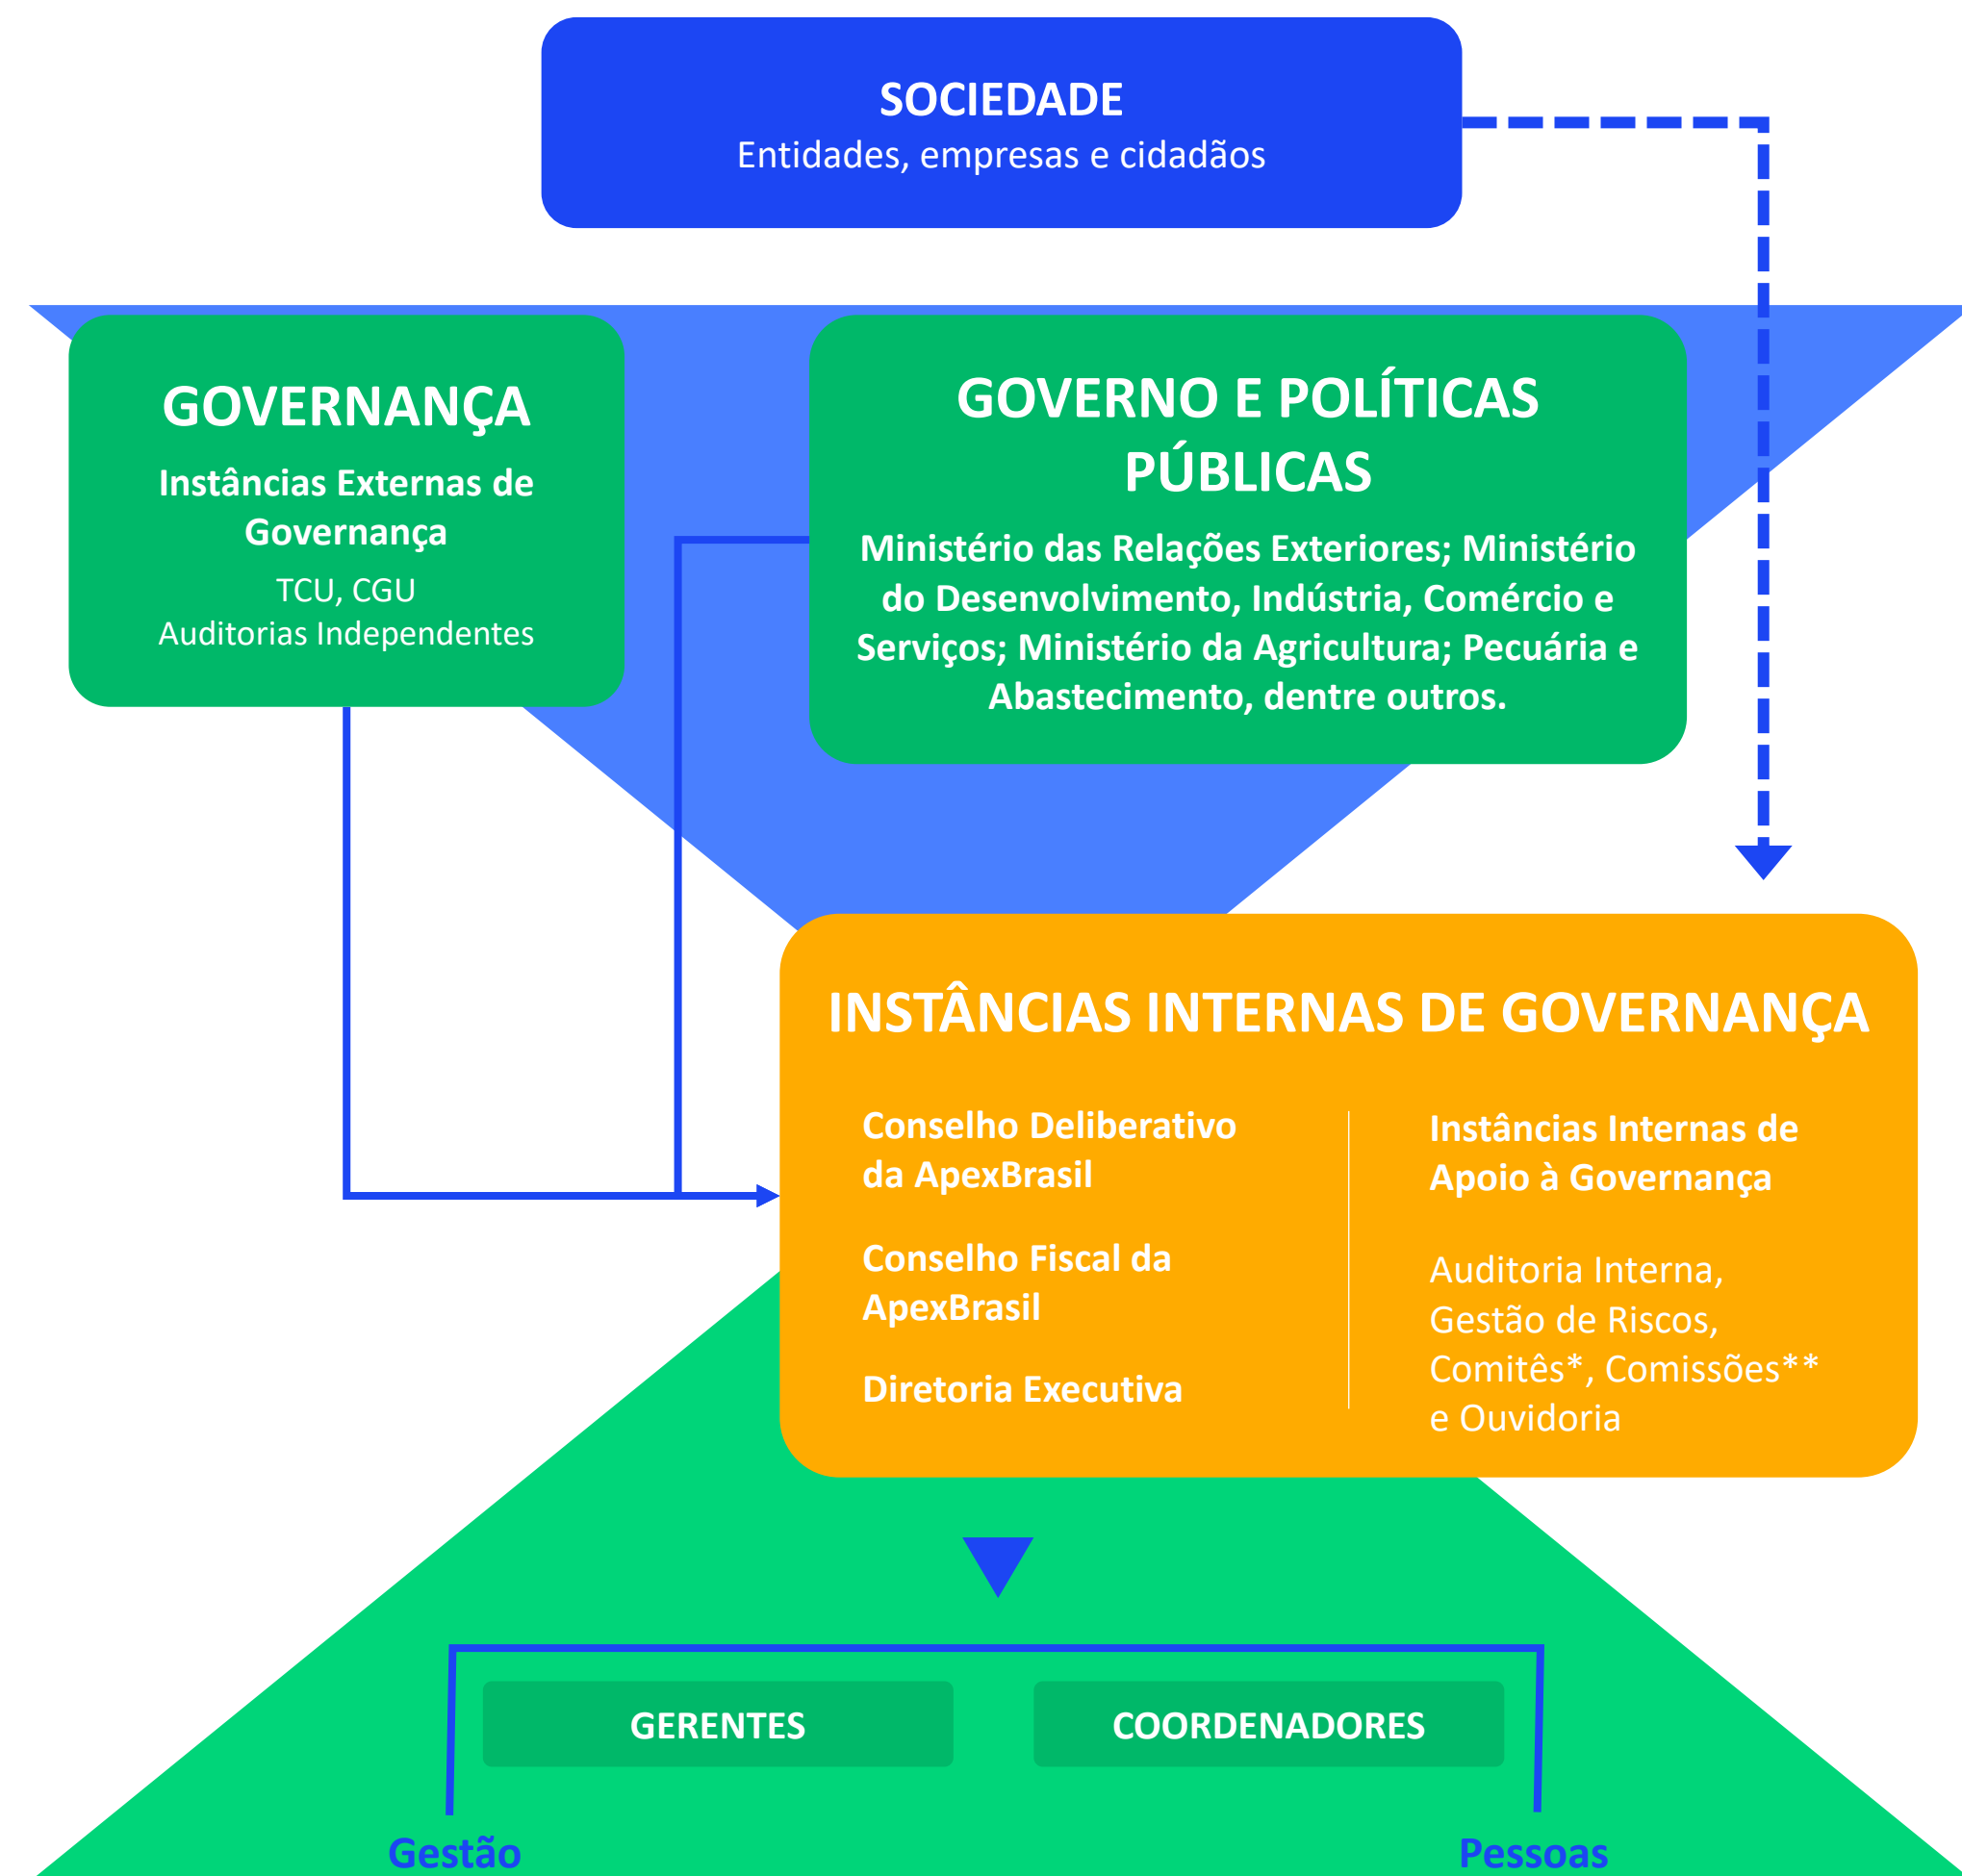 SOCIEDADE
Entidades, empresas e cidadãos
GOVERNANÇA
Instâncias Externas de
Governança
TCU, CGU
Auditorias Independentes
GOVERNO E POLÍTICAS
PÚBLICAS
Ministério das Relações Exteriores; Ministério
do Desenvolvimento, Indústria, Comércio e
Serviços; Ministério da Agricultura; Pecuária e
Abastecimento, dentre outros.
INSTÂNCIAS INTERNAS DE GOVERNANÇA
Conselho Deliberativo
da ApexBrasil
Conselho Fiscal da
ApexBrasil
Diretoria Executiva
Instâncias Internas de
Apoio à Governança
Auditoria Interna,
Gestão de Riscos,
Comitês*, Comissões**
e Ouvidoria
GERENTES
COORDENADORES
Gestão
Pessoas